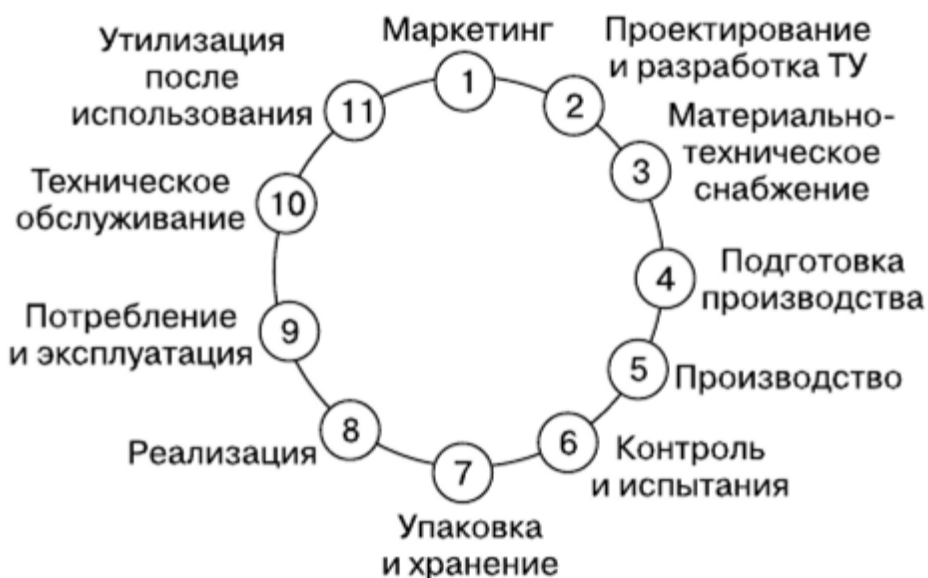 Маркетинг
1
Проектирование
и разработка ТУ
2
Материально-
техническое
снабжение
3
Подготовка
производства
4
Производство
5
Контроль
и испытания
6
Упаковка
и хранение
7
Реализация
8
Потребление
и эксплуатация
9
Техническое
обслуживание
10
Утилизация
после
использования
11